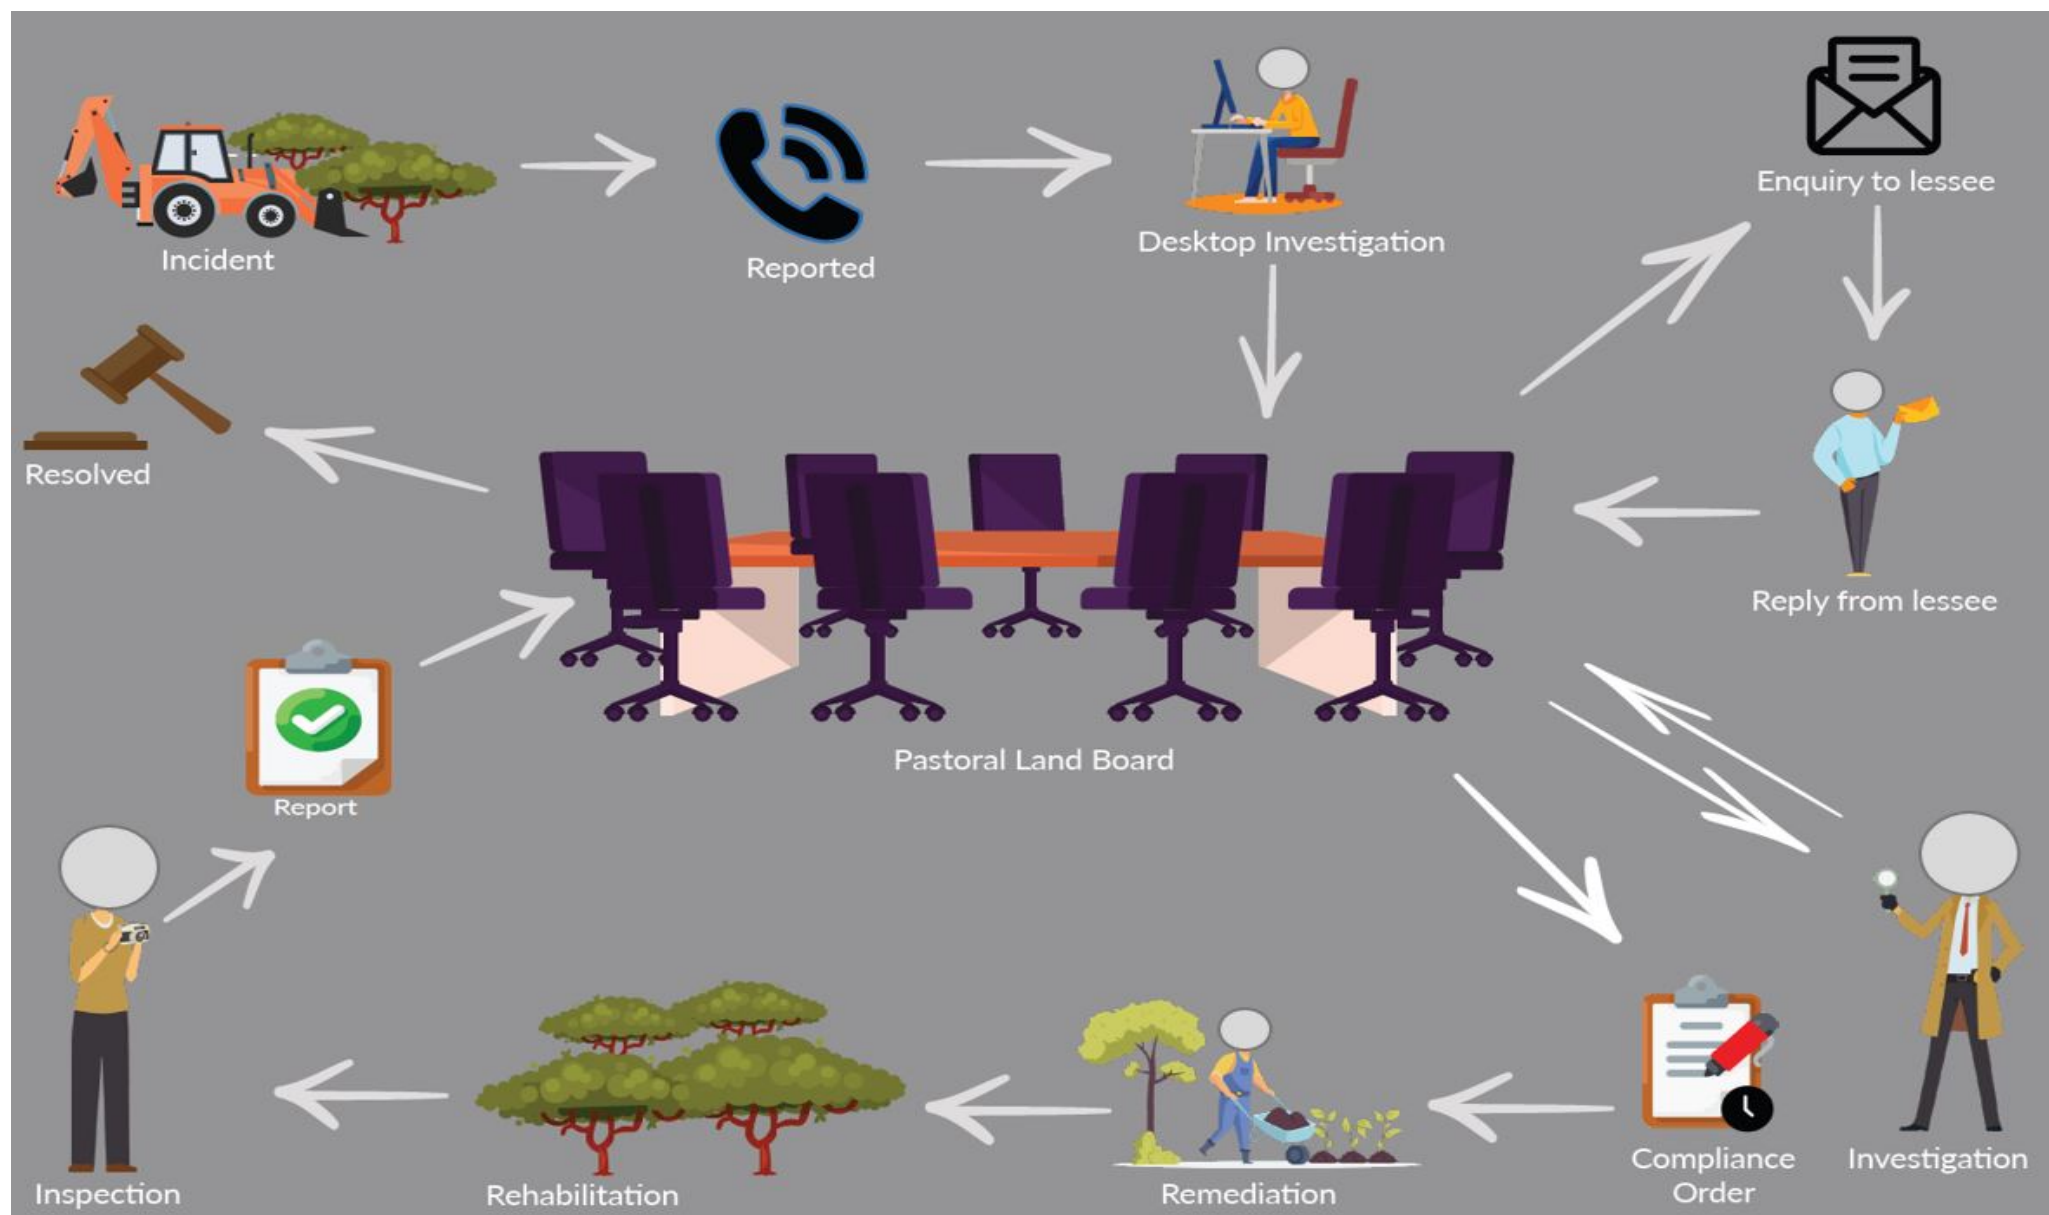 Incident
Reported
Desktop Investigation
Enquiry to lessee
Resolved
Reply from lessee
Pastoral Land Board
Report
Compliance
Order
Investigation
Inspection
Rehabilitation
Remediation